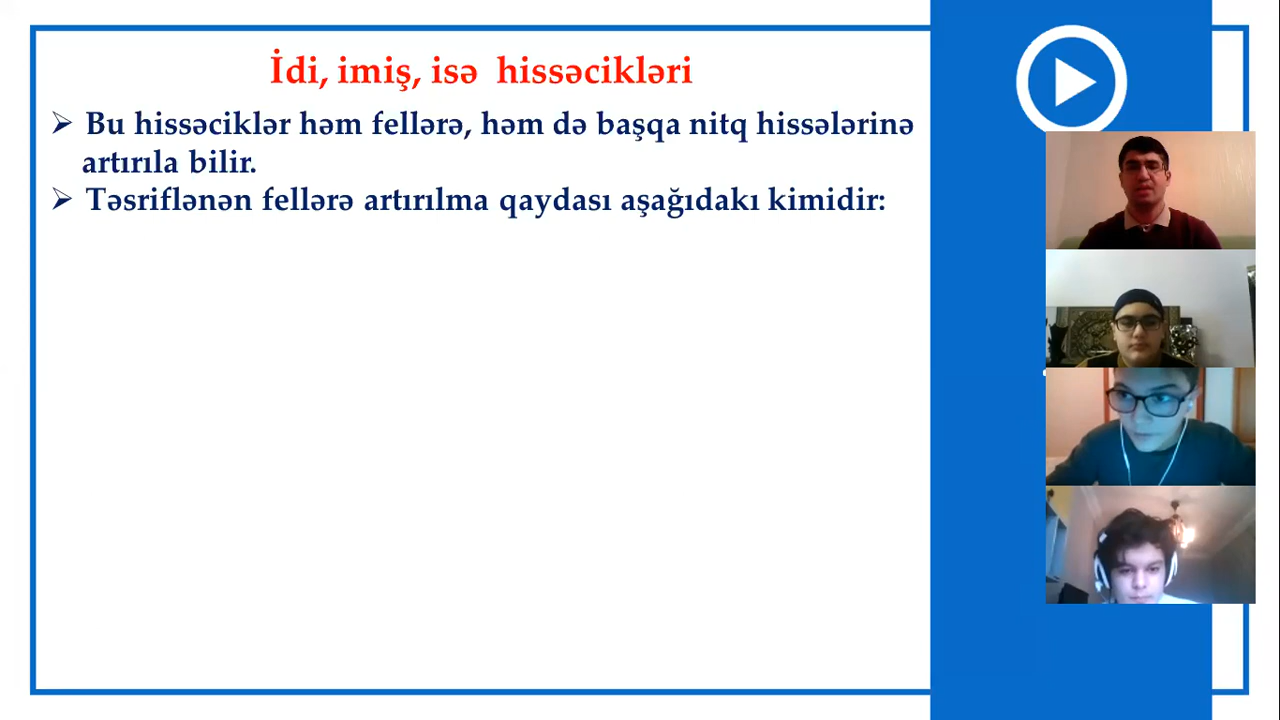 İdi, imiş, isə hissəcikləri
Bu hissəciklər həm fellərə, həm də başqa nitq hissələrinə
artırıla bilir.
Təsriflənən fellərə artırılma qaydası aşağıdakı kimidir: